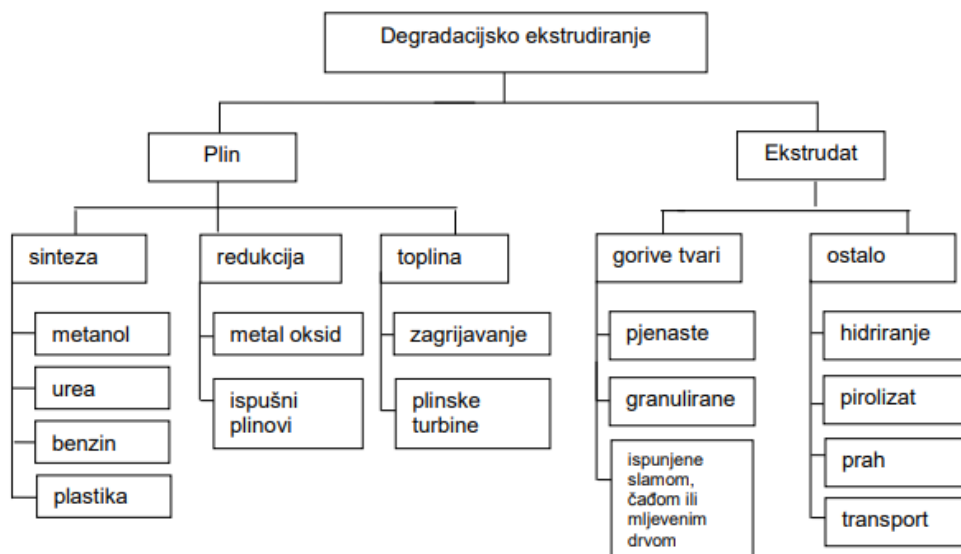 Degradacijsko ekstrudiranje
Plin
Ekstrudat
sinteza
redukcija
toplina
gorive tvari
ostalo
metanol
metal oksid
zagrijavanje
pjenaste
hidriranje
urea
ispušni
plinovi
plinske
turbine
granulirane
pirolizat
benzin
ispunjene
slamom,
čađom ili
mljevenim
drvom
prah
plastika
transport